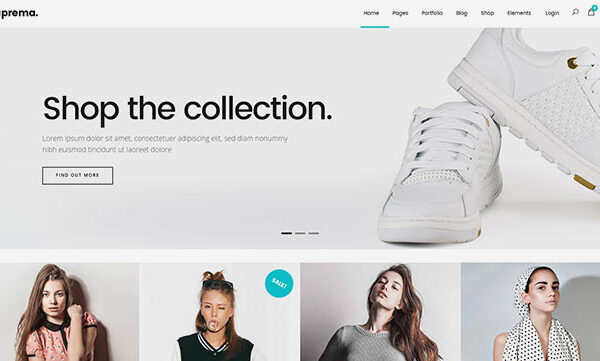 prema.
Home Pages Portfolio Blog Shop Elements Login
Shop the collection.
Lorem ipsum dolor sit amet, consectetuer adipiscing elit, sed diam nonummy
nibh euismod tincidunt ut laoreet dolore
FIND OUT MORE
SALE!